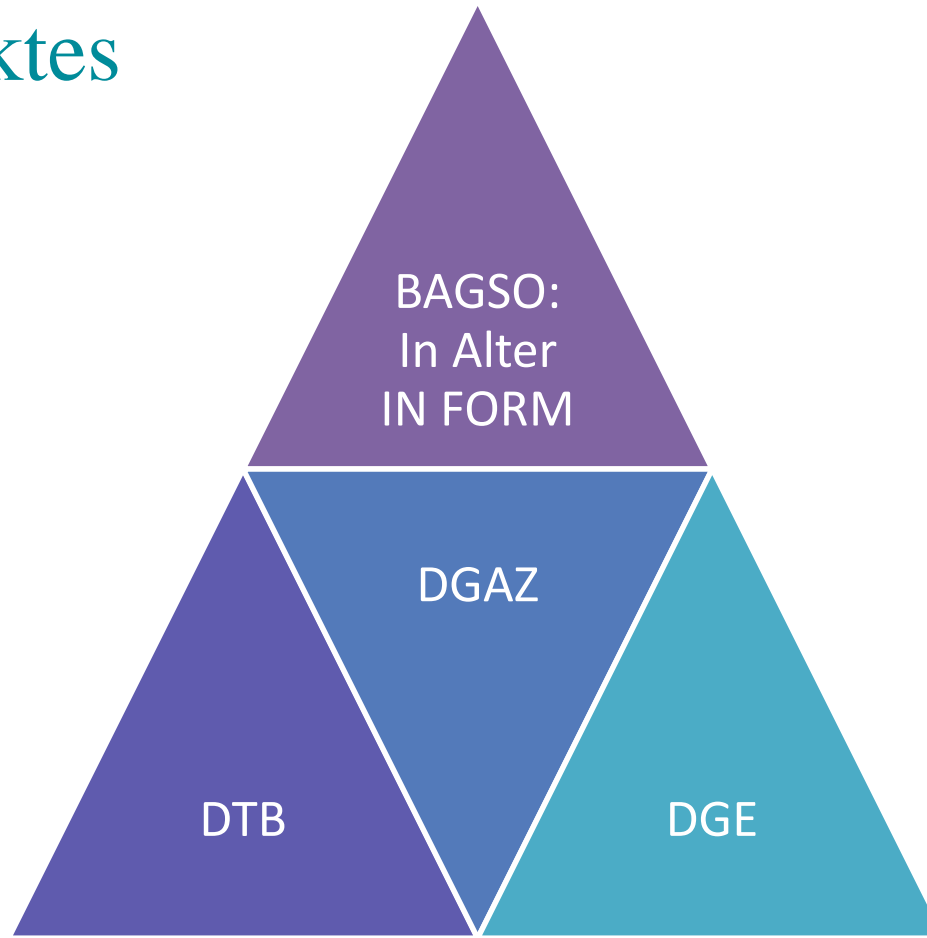 ktes
BAGSO:
In Alter
IN FORM
DGAZ
DTB
DGE